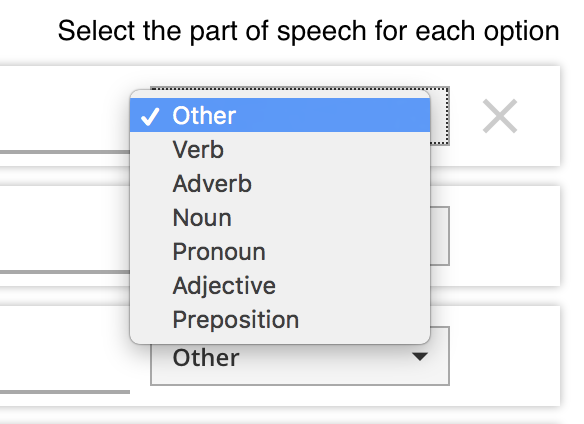 Select the part of speech for each option
Other
Verb
Adverb
Noun
Pronoun
Adjective
Preposition
Other